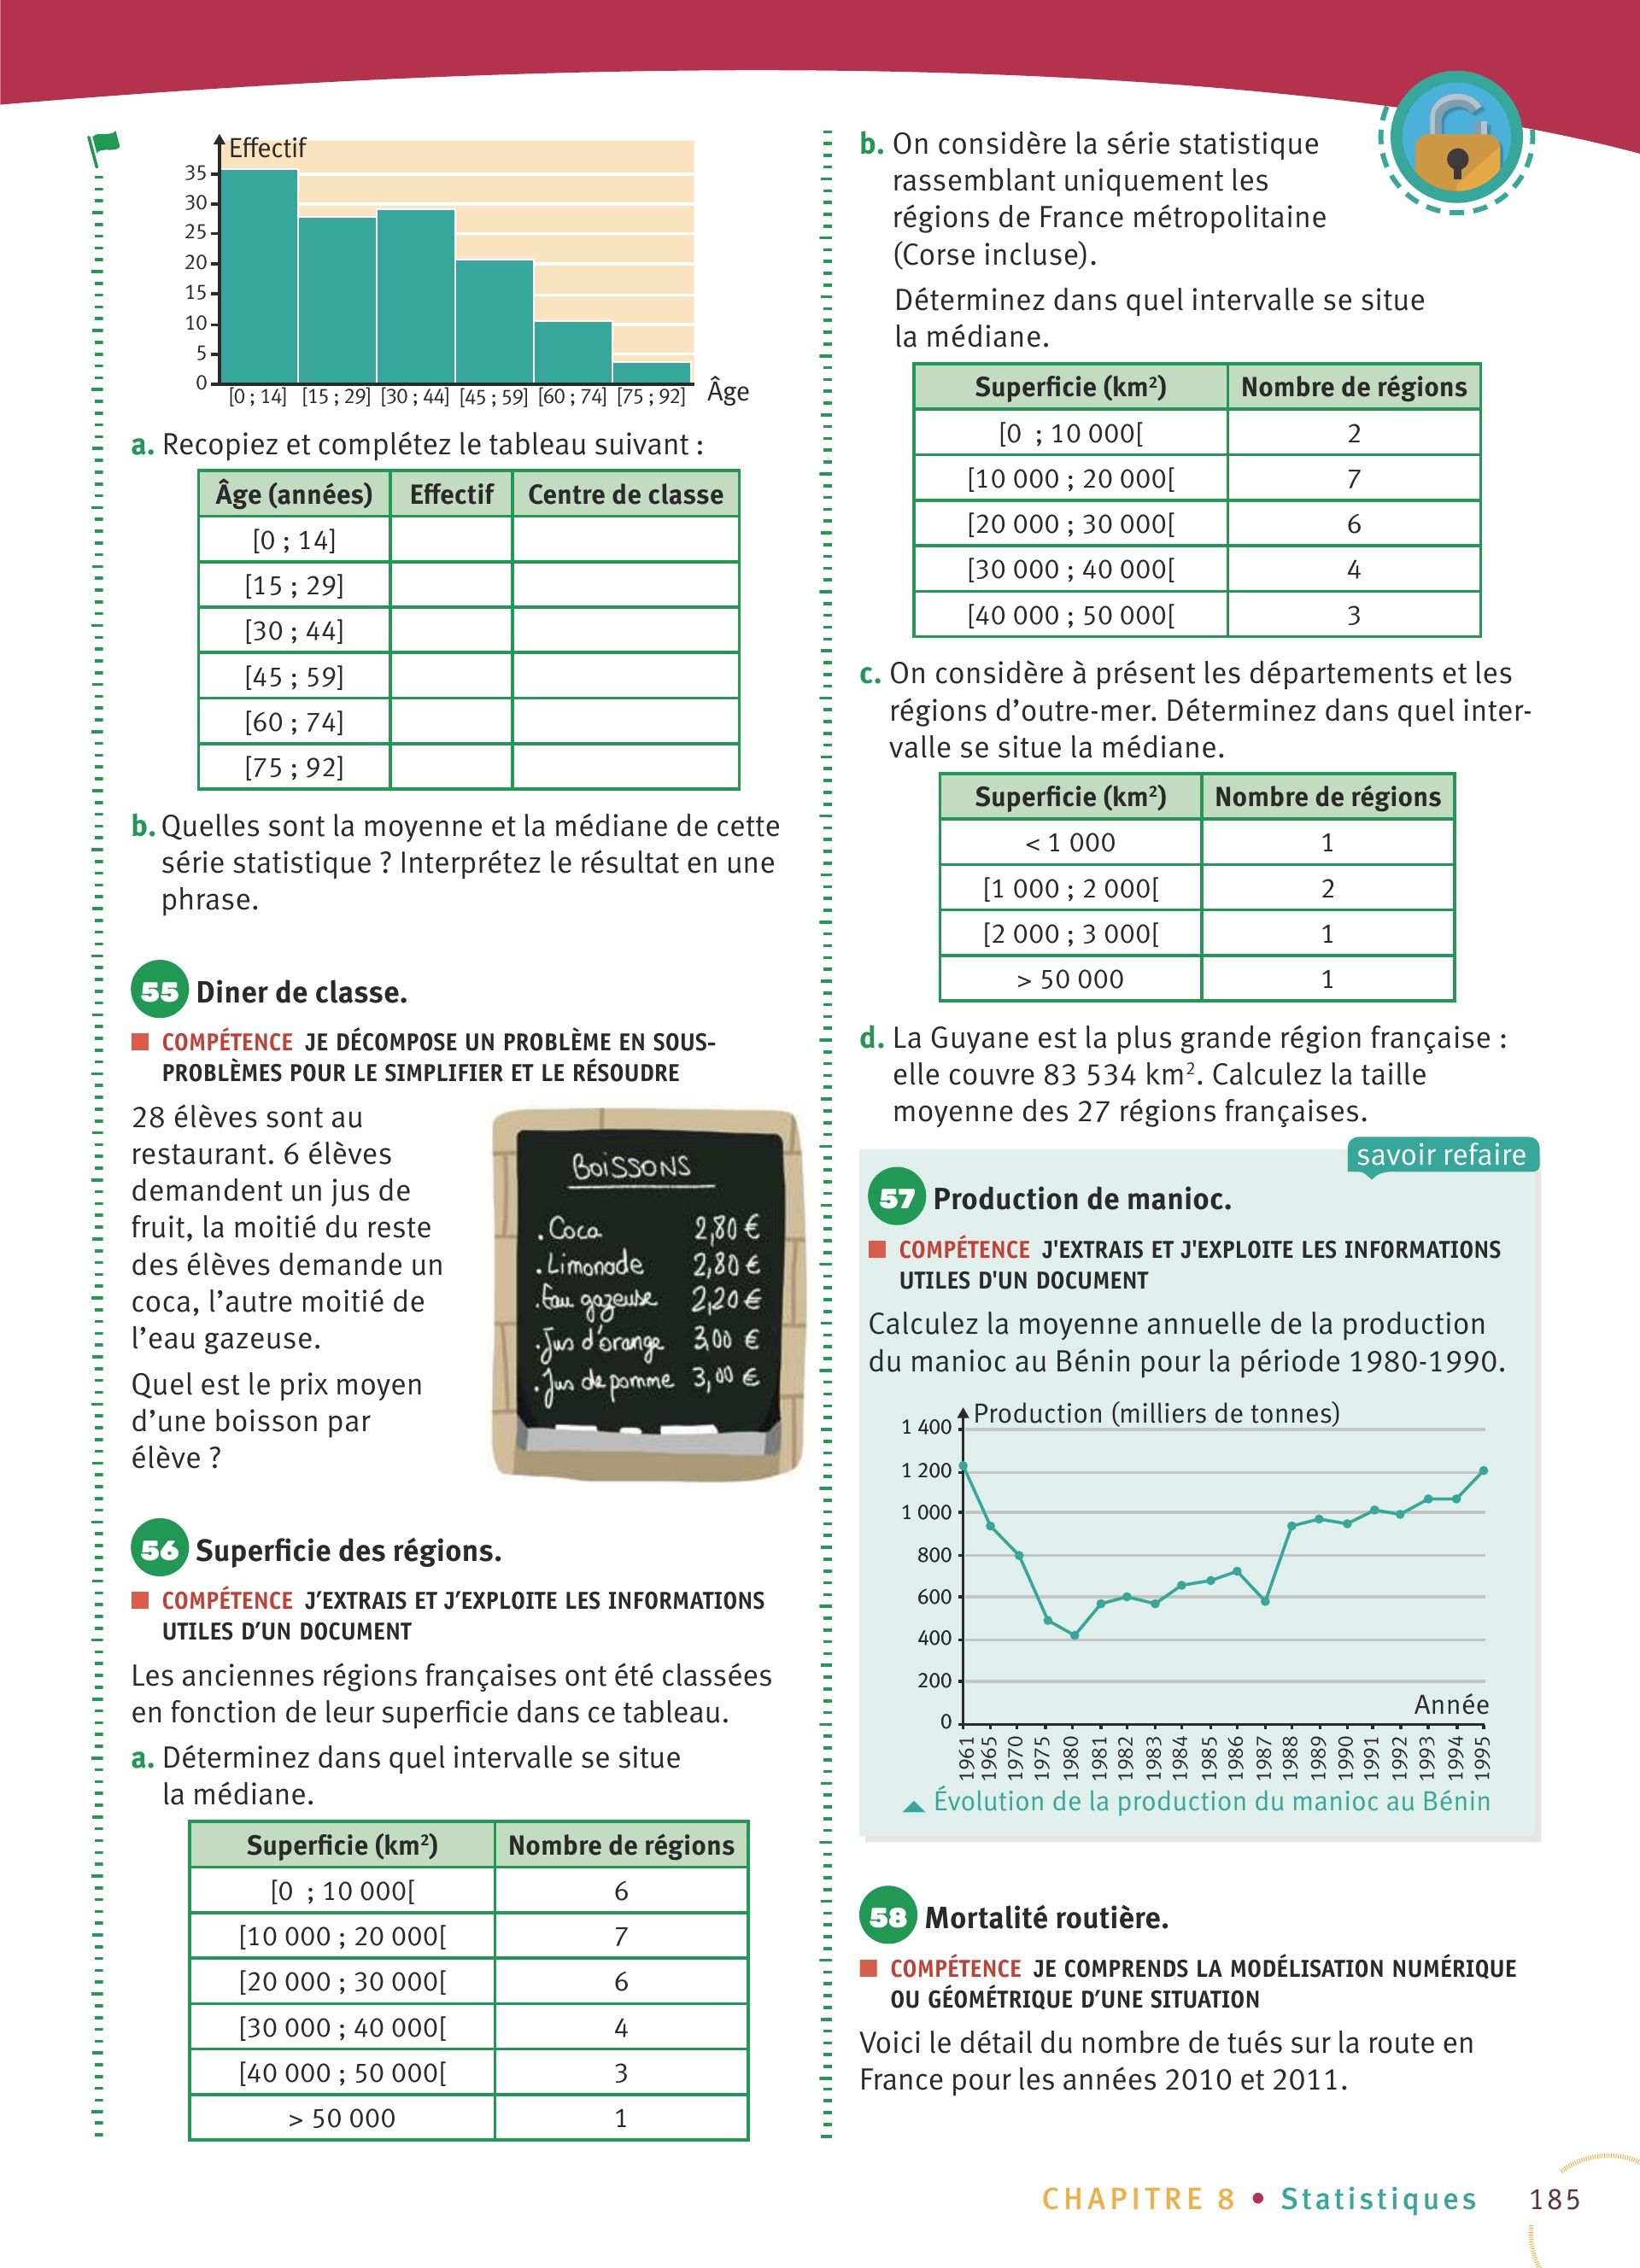 Effectif
35
30
25
20
15
10
5
0
[0 ; 14] [15 ; 29] [30 ; 44] [45 ; 59] [60 ; 74] [75 ; 92] Âge
a. Recopiez et complétez le tableau suivant :
Âge (années) Effectif Centre de classe
[0 ; 14]
[15 ; 29]
[30 ; 44]
[45 ; 59]
[60 ; 74]
[75 ; 92]
b. Quelles sont la moyenne et la médiane de cette
série statistique ? Interprétez le résultat en une
phrase.
55 Diner de classe.
COMPÉTENCE JE DÉCOMPOSE UN PROBLÈME EN SOUS-
PROBLÈMES POUR LE SIMPLIFIER ET LE RÉSOUDRE
28 élèves sont au
restaurant. 6 élèves
demandent un jus de
fruit, la moitié du reste
des élèves demande un
coca, l’autre moitié de
l’eau gazeuse.
Quel est le prix moyen
d’une boisson par
élève ?
BOISSONS
. Coca 2,80 €
. Limonade 2,80 €
. Eau gazeuse 2,20 €
. Jus d'orange 3,00 €
. Jus de pomme 3,00 €
56 Superficie des régions.
COMPÉTENCE J’EXTRAIS ET J’EXPLOITE LES INFORMATIONS
UTILES D’UN DOCUMENT
Les anciennes régions françaises ont été classées
en fonction de leur superficie dans ce tableau.
a. Déterminez dans quel intervalle se situe
la médiane.
Superficie (km²) Nombre de régions
[0 ; 10 000[ 6
[10 000 ; 20 000[ 7
[20 000 ; 30 000[ 6
[30 000 ; 40 000[ 4
[40 000 ; 50 000[ 3
> 50 000 1
b. On considère la série statistique
rassemblant uniquement les
régions de France métropolitaine
(Corse incluse).
Déterminez dans quel intervalle se situe
la médiane.
Superficie (km²) Nombre de régions
[0 ; 10 000[ 2
[10 000 ; 20 000[ 7
[20 000 ; 30 000[ 6
[30 000 ; 40 000[ 4
[40 000 ; 50 000[ 3
c. On considère à présent les départements et les
régions d’outre-mer. Déterminez dans quel inter-
valle se situe la médiane.
Superficie (km²) Nombre de régions
< 1 000 1
[1 000 ; 2 000[ 2
[2 000 ; 3 000[ 1
> 50 000 1
d. La Guyane est la plus grande région française :
elle couvre 83 534 km². Calculez la taille
moyenne des 27 régions françaises.
savoir refaire
57 Production de manioc.
COMPÉTENCE J'EXTRAIS ET J'EXPLOITE LES INFORMATIONS
UTILES D'UN DOCUMENT
Calculez la moyenne annuelle de la production
du manioc au Bénin pour la période 1980-1990.
Production (milliers de tonnes)
1 400
1 200
1 000
800
600
400
200
0
Année
1961 1965 1970 1975 1980 1981 1982 1983 1984 1985 1986 1987 1988 1989 1990 1991 1992 1993 1994 1995
Évolution de la production du manioc au Bénin
58 Mortalité routière.
COMPÉTENCE JE COMPRENDS LA MODÉLISATION NUMÉRIQUE
OU GÉOMÉTRIQUE D’UNE SITUATION
Voici le détail du nombre de tués sur la route en
France pour les années 2010 et 2011.
CHAPITRE 8 • Statistiques 185